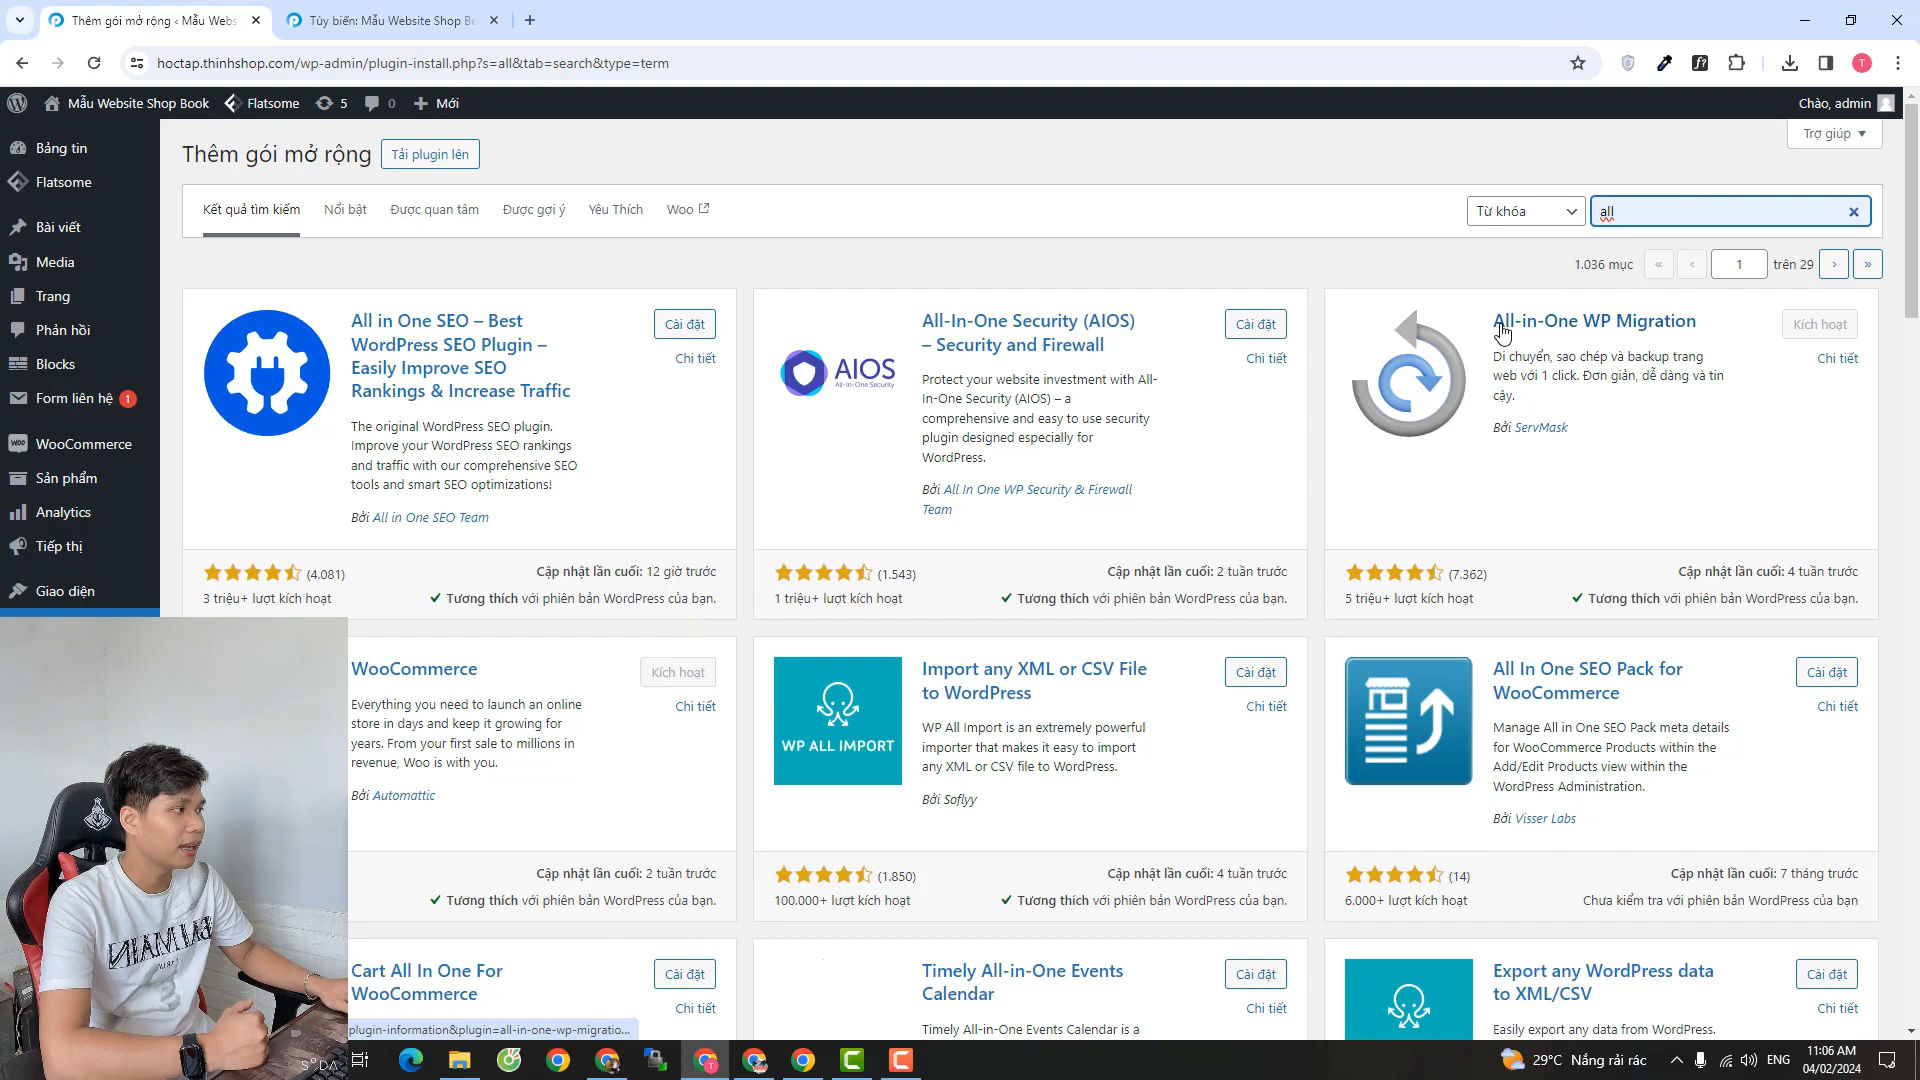 Thêm gói mở rộng ‹ Mẫu Webs
Tùy biến: Mẫu Website Shop Bo
hoctap.thinhshop.com/wp-admin/plugin-install.php?s=all&tab=search&type=term
T
Mẫu Website Shop Book
Flatsome
5
0
Mới
Chào, admin
Bảng tin
Flatsome
Bài viết
Media
Trang
Phản hồi
Blocks
Form liên hệ 1
WooCommerce
Sản phẩm
Analytics
Tiếp thị
Giao diện
Thêm gói mở rộng
Tải plugin lên
Trợ giúp
Kết quả tìm kiếm
Nổi bật
Được quan tâm
Được gợi ý
Yêu Thích
Woo
Từ khóa
all
1.036 mục
«
‹
1
trên 29
›
»
All in One SEO – Best
WordPress SEO Plugin –
Easily Improve SEO
Rankings & Increase Traffic
Cài đặt
Chi tiết
The original WordPress SEO plugin.
Improve your WordPress SEO rankings
and traffic with our comprehensive SEO
tools and smart SEO optimizations!
Bởi All in One SEO Team
(4.081)
3 triệu+ lượt kích hoạt
Cập nhật lần cuối: 12 giờ trước
Tương thích với phiên bản WordPress của bạn.
AIOS
All-In-One Security
All-In-One Security (AIOS)
– Security and Firewall
Cài đặt
Chi tiết
Protect your website investment with All-
In-One Security (AIOS) – a
comprehensive and easy to use security
plugin designed especially for
WordPress.
Bởi All In One WP Security & Firewall
Team
(1.543)
1 triệu+ lượt kích hoạt
Cập nhật lần cuối: 2 tuần trước
Tương thích với phiên bản WordPress của bạn.
All-in-One WP Migration
Kích hoạt
Chi tiết
Di chuyển, sao chép và backup trang
web với 1 click. Đơn giản, dễ dàng và tin
cậy.
Bởi ServMask
(7.362)
5 triệu+ lượt kích hoạt
Cập nhật lần cuối: 4 tuần trước
Tương thích với phiên bản WordPress của bạn.
WooCommerce
Kích hoạt
Chi tiết
Everything you need to launch an online
store in days and keep it growing for
years. From your first sale to millions in
revenue, Woo is with you.
Bởi Automattic
Cập nhật lần cuối: 2 tuần trước
Tương thích với phiên bản WordPress của bạn.
WP ALL IMPORT
Import any XML or CSV File
to WordPress
Cài đặt
Chi tiết
WP All Import is an extremely powerful
importer that makes it easy to import
any XML or CSV file to WordPress.
Bởi Soflyy
(1.850)
100.000+ lượt kích hoạt
Cập nhật lần cuối: 4 tuần trước
Tương thích với phiên bản WordPress của bạn.
All In One SEO Pack for
WooCommerce
Cài đặt
Chi tiết
Manage All in One SEO Pack meta details
for WooCommerce Products within the
Add/Edit Products view within the
WordPress Administration.
Bởi Visser Labs
(14)
6.000+ lượt kích hoạt
Cập nhật lần cuối: 7 tháng trước
Chưa kiểm tra với phiên bản WordPress của bạn
Cart All In One For
WooCommerce
Cài đặt
Chi tiết
Timely All-in-One Events
Calendar
Cài đặt
Chi tiết
Timely All-in-One Events Calendar is a
Export any WordPress data
to XML/CSV
Cài đặt
Chi tiết
Easily export any data from WordPress.
plugin-information&plugin=all-in-one-wp-migratio...
29°C Nắng rải rác
ENG
11:06 AM
04/02/2024